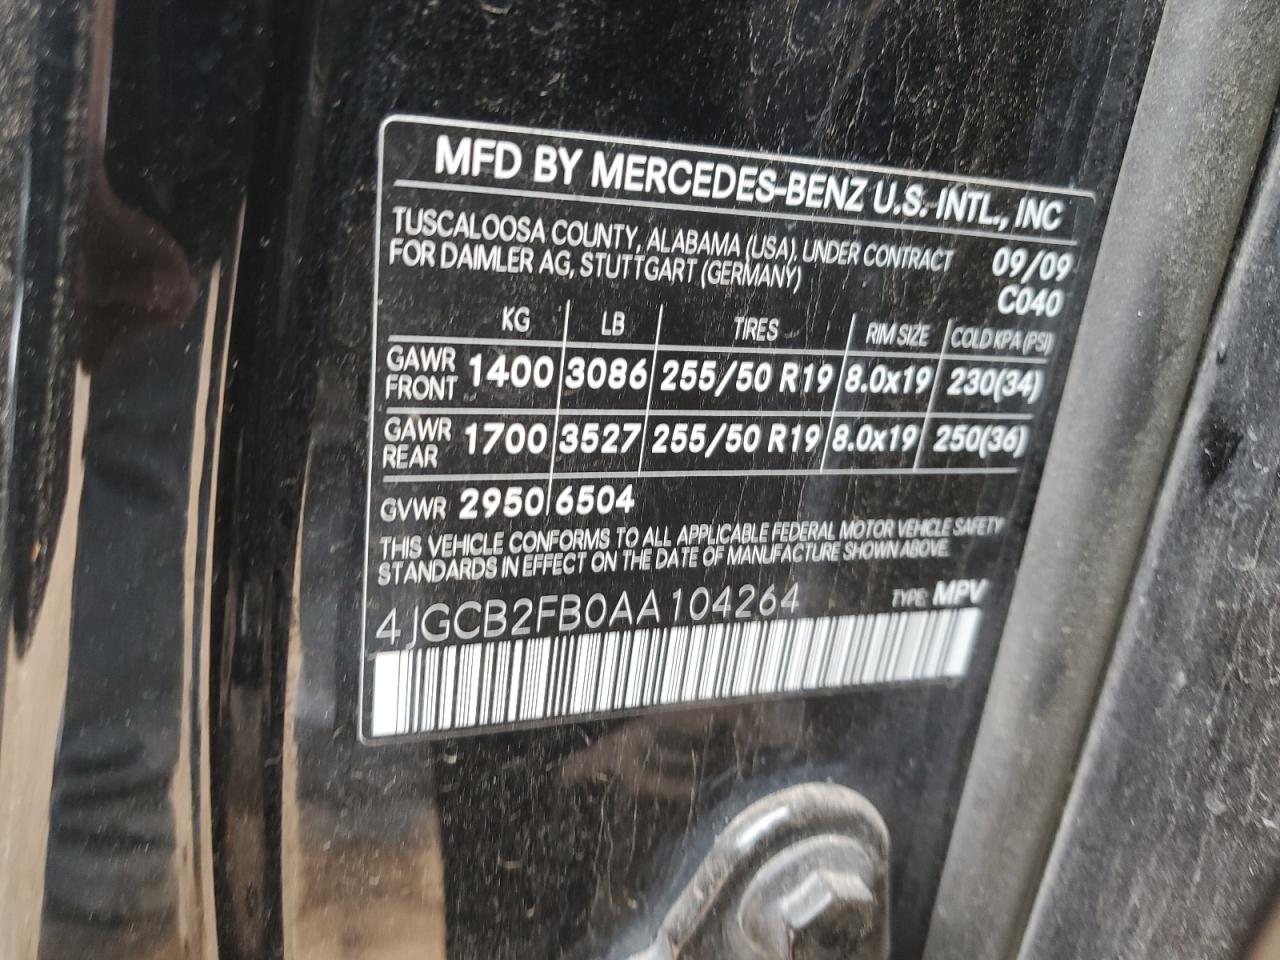 MFD BY MERCEDES-BENZ U.S. INTL., INC
TUSCALOOSA COUNTY, ALABAMA (USA), UNDER CONTRACT 09/09
FOR DAIMLER AG, STUTTGART (GERMANY) C040
KG LB TIRES RIM SIZE COLD KPA (PSI)
GAWR FRONT 1400 3086 255/50 R19 8.0x19 230(34)
GAWR REAR 1700 3527 255/50 R19 8.0x19 250(36)
GVWR 2950 6504
THIS VEHICLE CONFORMS TO ALL APPLICABLE FEDERAL MOTOR VEHICLE SAFETY
STANDARDS IN EFFECT ON THE DATE OF MANUFACTURE SHOWN ABOVE.
4JGCB2FB0AA104264 TYPE: MPV